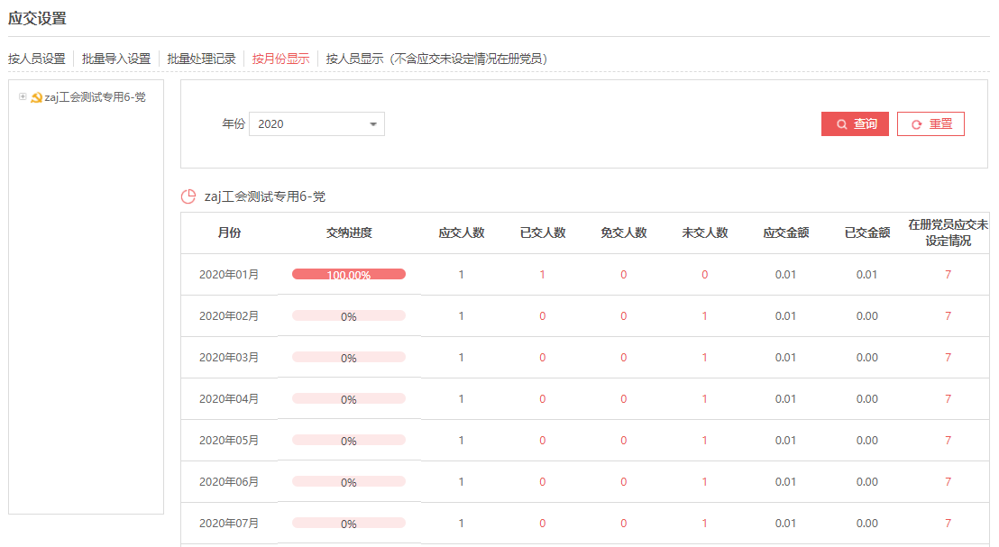 应交设置
按人员设置 批量导入设置 批量处理记录 按月份显示 按人员显示（不含应交未设定情况在册党员）
zaj工会测试专用6-党
年份 2020 查询 重置
zaj工会测试专用6-党
月份 交纳进度 应交人数 已交人数 免交人数 未交人数 应交金额 已交金额 在册党员应交未
设定情况
2020年01月 100.00% 1 1 0 0 0.01 0.01 7
2020年02月 0% 1 0 0 1 0.01 0.00 7
2020年03月 0% 1 0 0 1 0.01 0.00 7
2020年04月 0% 1 0 0 1 0.01 0.00 7
2020年05月 0% 1 0 0 1 0.01 0.00 7
2020年06月 0% 1 0 0 1 0.01 0.00 7
2020年07月 0% 1 0 0 1 0.01 0.00 7